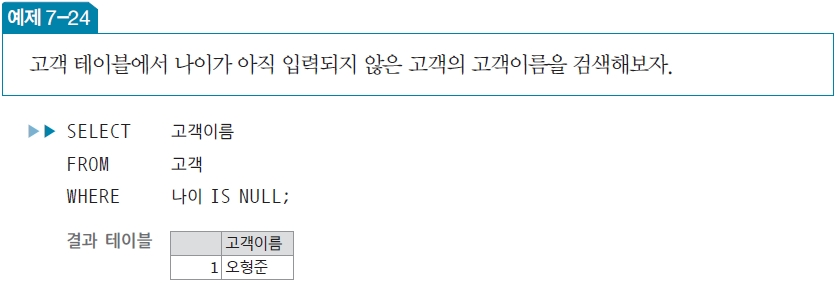 예제 7-24
고객 테이블에서 나이가 아직 입력되지 않은 고객의 고객이름을 검색해보자.
▶▶ SELECT 고객이름
FROM 고객
WHERE 나이 IS NULL;
결과 테이블
고객이름
1 오형준